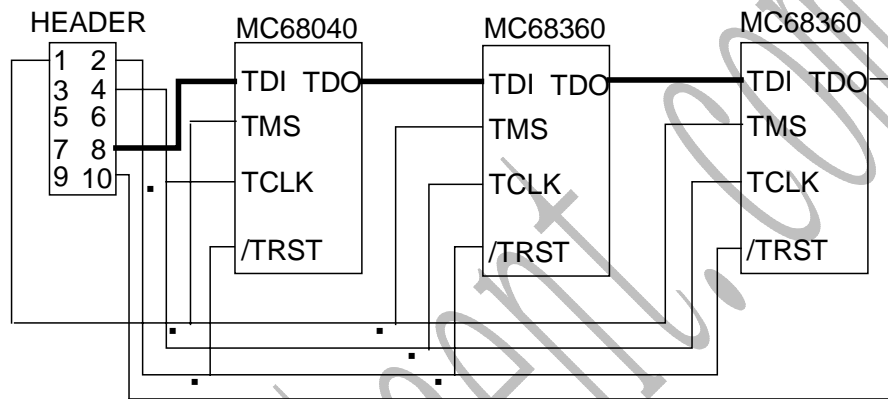 HEADER
MC68040
MC68360
MC68360
1 2
3 4
5 6
7 8
9 10
TDI TDO
TMS
TCLK
/TRST
TDI TDO
TMS
TCLK
/TRST
TDI TDO
TMS
TCLK
/TRST